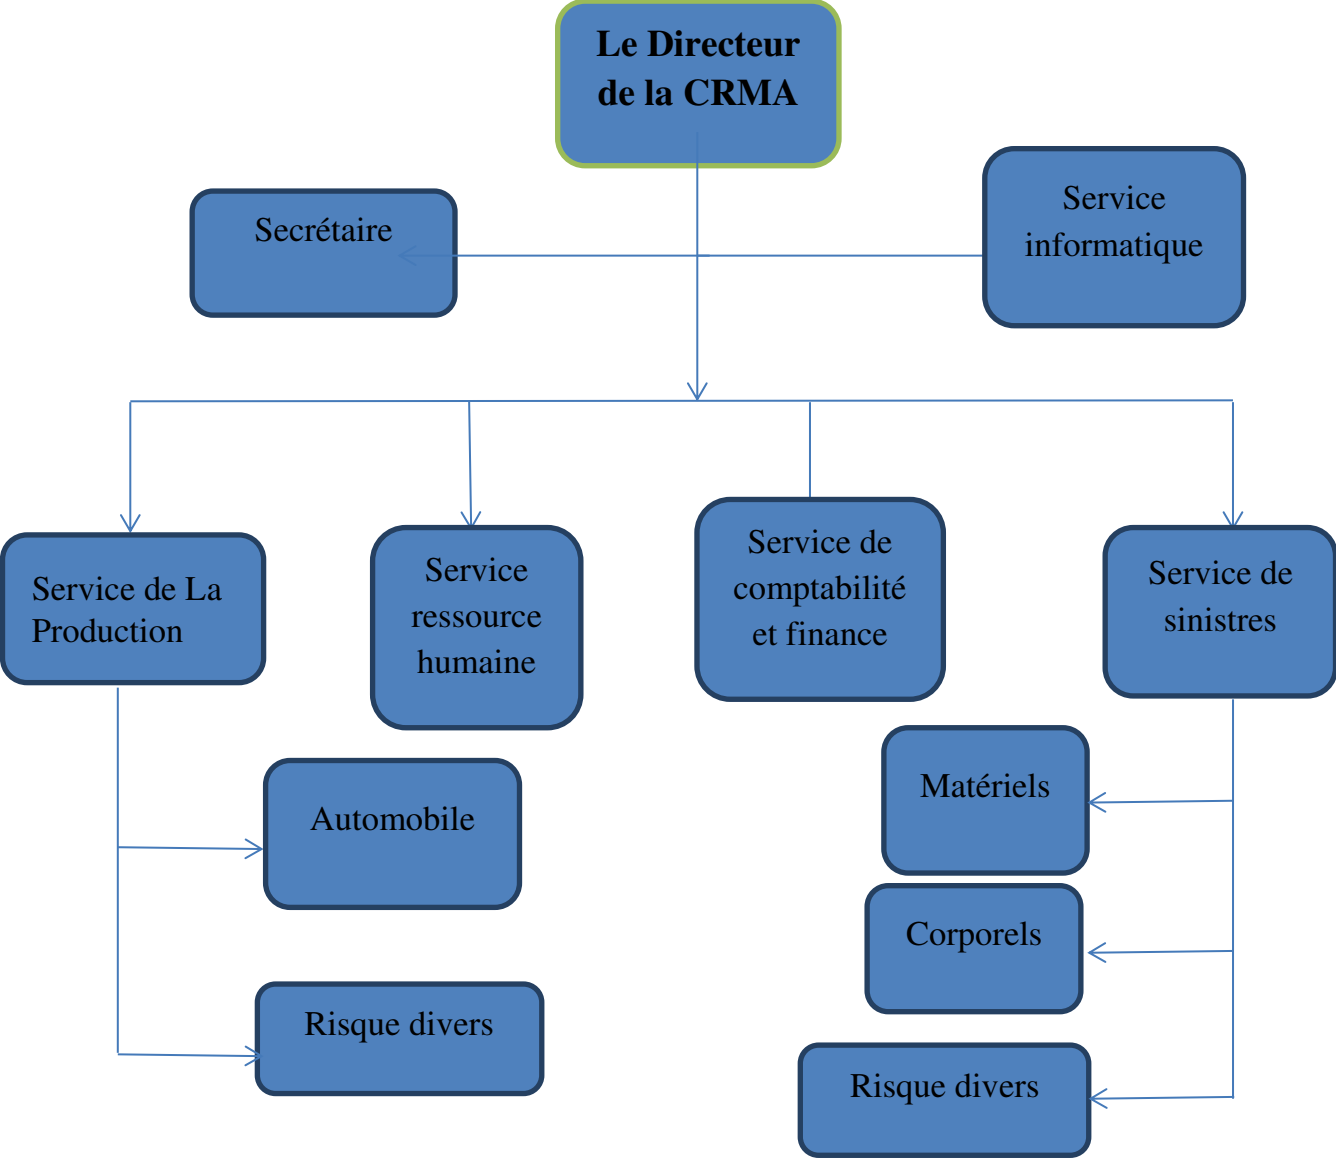 Le Directeur
de la CRMA
Secrétaire
Service
informatique
Service de La
Production
Service
ressource
humaine
Service de
comptabilité
et finance
Service de
sinistres
Automobile
Risque divers
Matériels
Corporels
Risque divers